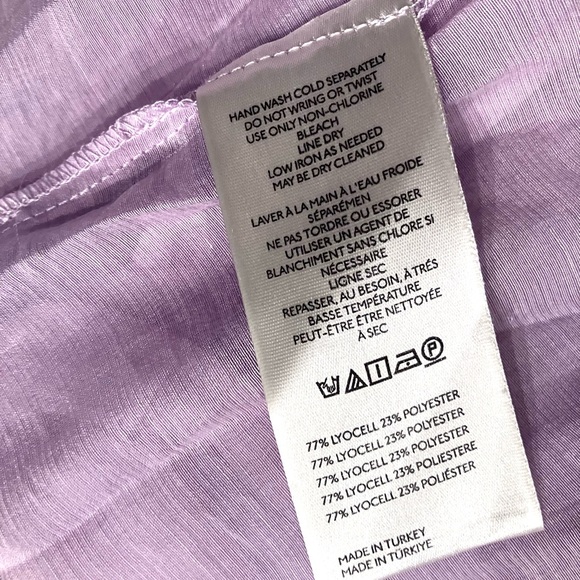 HAND WASH COLD SEPARATELY
DO NOT WRING OR TWIST
USE ONLY NON-CHLORINE
BLEACH
LINE DRY
LOW IRON AS NEEDED
MAY BE DRY CLEANED
LAVER À LA MAIN À L'EAU FROIDE
SÉPARÉMEN
NE PAS TORDRE OU ESSORER
UTILISER UN AGENT DE
BLANCHIMENT SANS CHLORE SI
NÉCESSAIRE
LIGNE SEC
REPASSER, AU BESOIN, À TRÉS
BASSE TEMPÉRATURE
PEUT-ÊTRE ÊTRE NETTOYÉE
À SEC
P
77% LYOCELL 23% POLYESTER
77% LYOCELL 23% POLYESTER
77% LYOCELL 23% POLYESTER
77% LYOCELL 23% POLIESTERE
77% LYOCELL 23% POLIÉSTER
MADE IN TURKEY
MADE IN TÜRKIYE